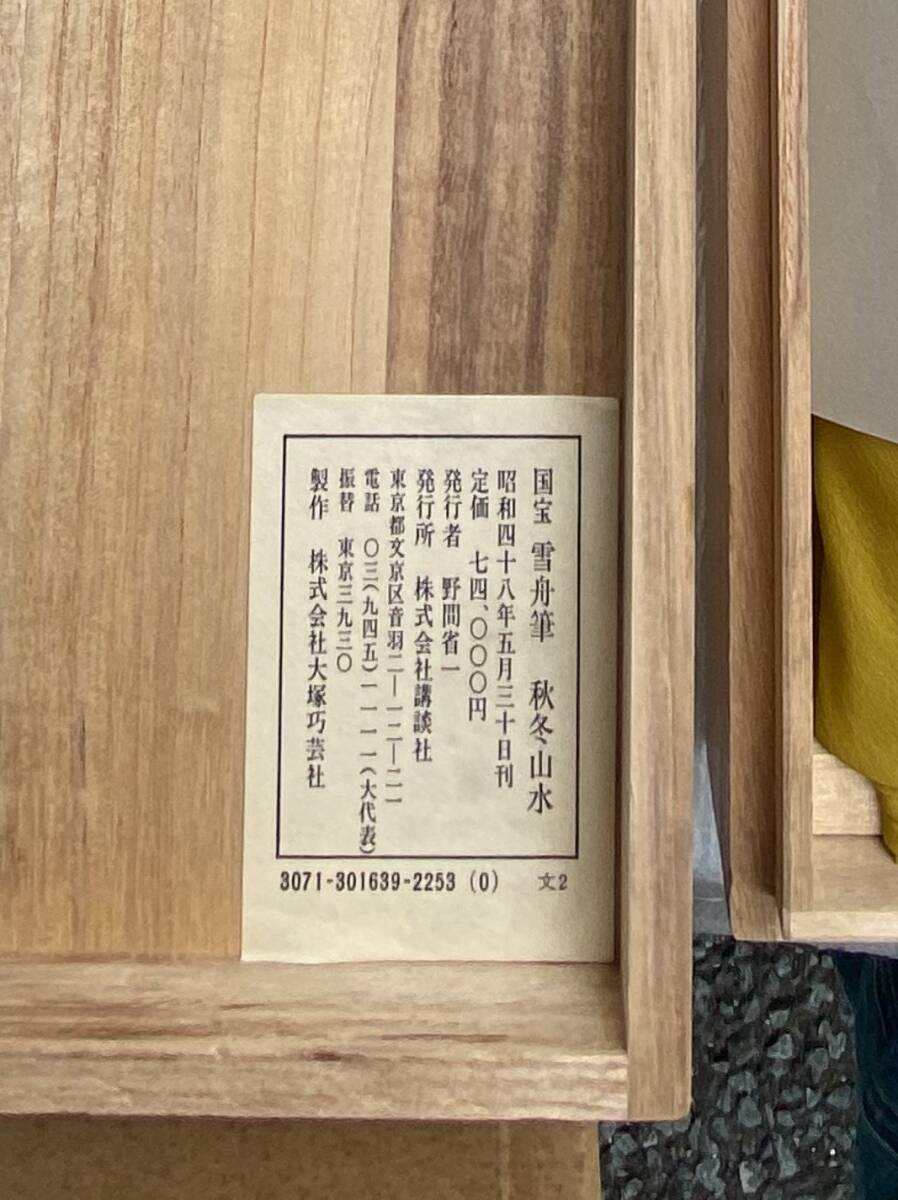 国宝 雪舟筆 秋冬山水
昭和四十八年五月三十日刊
定価 七四、〇〇〇円
発行者 野間省一
発行所 株式会社講談社
東京都文京区音羽二―一二―二一
電話 〇三(九四五)一一一一(大代表)
振替 東京三九三〇
製作 株式会社大塚巧芸社
3071-301639-2253 (0) 文2